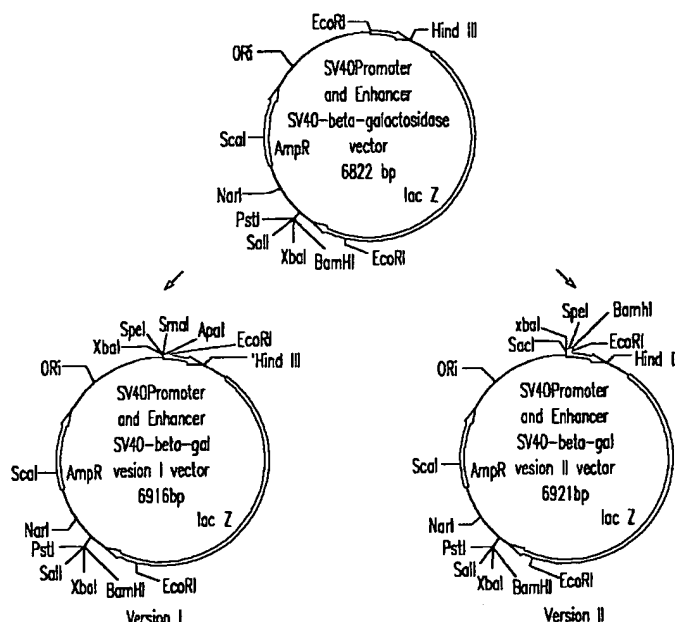 EcoRI
Hind III
ORi
SV40Promoter
and Enhancer
SV40-beta-galactosidase
vector
6822 bp
ScaI
AmpR
NarI
lac Z
PstI
SalI
XbaI
BamHI
EcoRI
SpeI
SmaI
ApaI
XbaI
EcoRI
'Hind III
ORi
SV40Promoter
and Enhancer
SV40-beta-gal
vesion I vector
6916bp
ScaI
AmpR
NarI
lac Z
PstI
SalI
XbaI
BamHI
EcoRI
Version I
SpeI
BamhI
xbaI
SacI
EcoRI
Hind
ORi
SV40Promoter
and Enhancer
SV40-beta-gal
vesion II vector
6921bp
ScaI
AmpR
NarI
lac Z
PstI
SalI
XbaI
BamHI
EcoRI
Version II